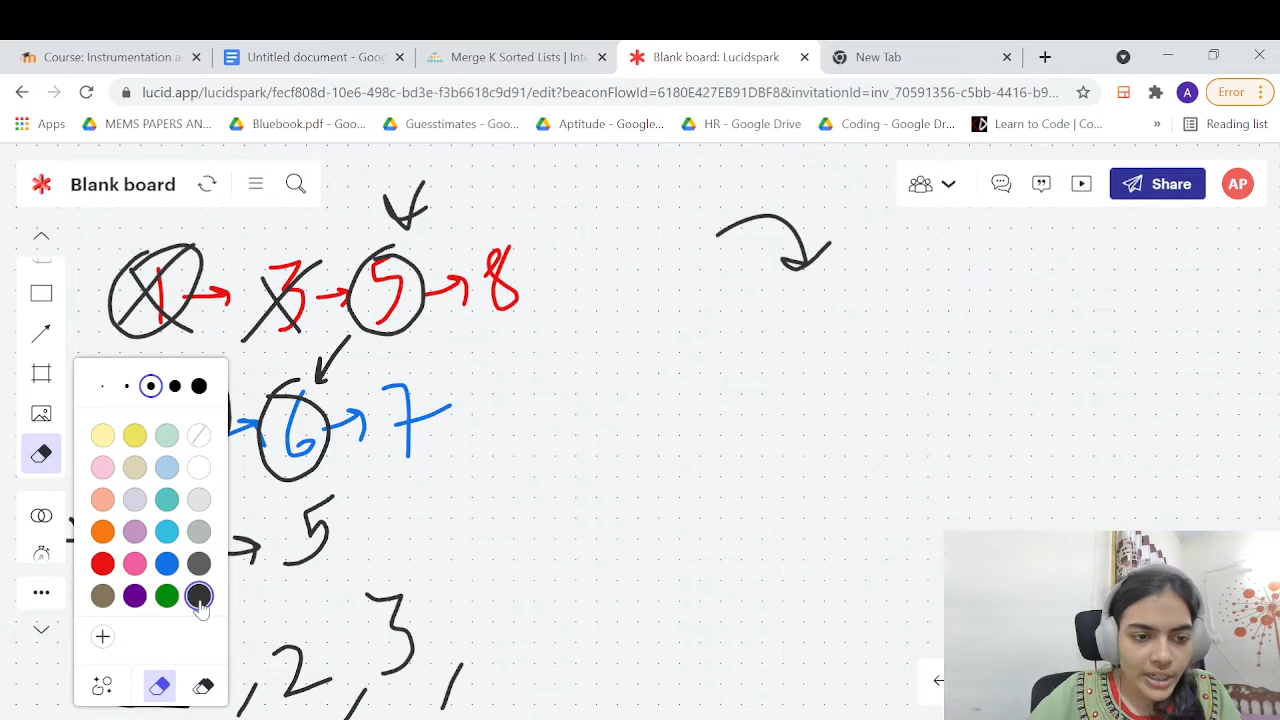 Course: Instrumentation a
Untitled document - Goog
Merge K Sorted Lists | Inte
Blank board: Lucidspark
New Tab
lucid.app/lucidspark/fecf808d-10e6-498c-bd3e-f3b6618c9d91/edit?beaconFlowId=6180E427EB91DBF8&invitationId=inv_70591356-c5bb-4416-b9...
A
Error
Apps
MEMS PAPERS AN...
Bluebook.pdf - Goo...
Guesstimates - Goo...
Aptitude - Google...
HR - Google Drive
Coding - Google Dr...
Learn to Code | Co...
»
Reading list
Blank board
Share
AP
1 → 3 → 5 → 8
→ 6 → 7
→ 5
, 2, 3,